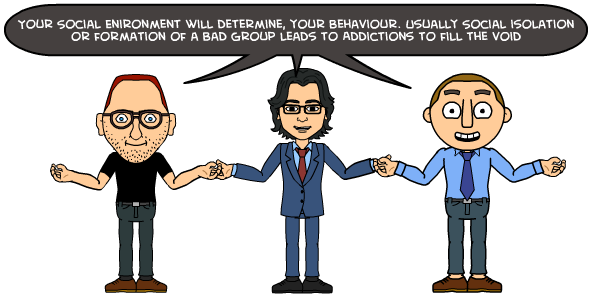 YOUR SOCIAL ENIRONMENT WILL DETERMINE, YOUR BEHAVIOUR. USUALLY SOCIAL ISOLATION
OR FORMATION OF A BAD GROUP LEADS TO ADDICTIONS TO FILL THE VOID